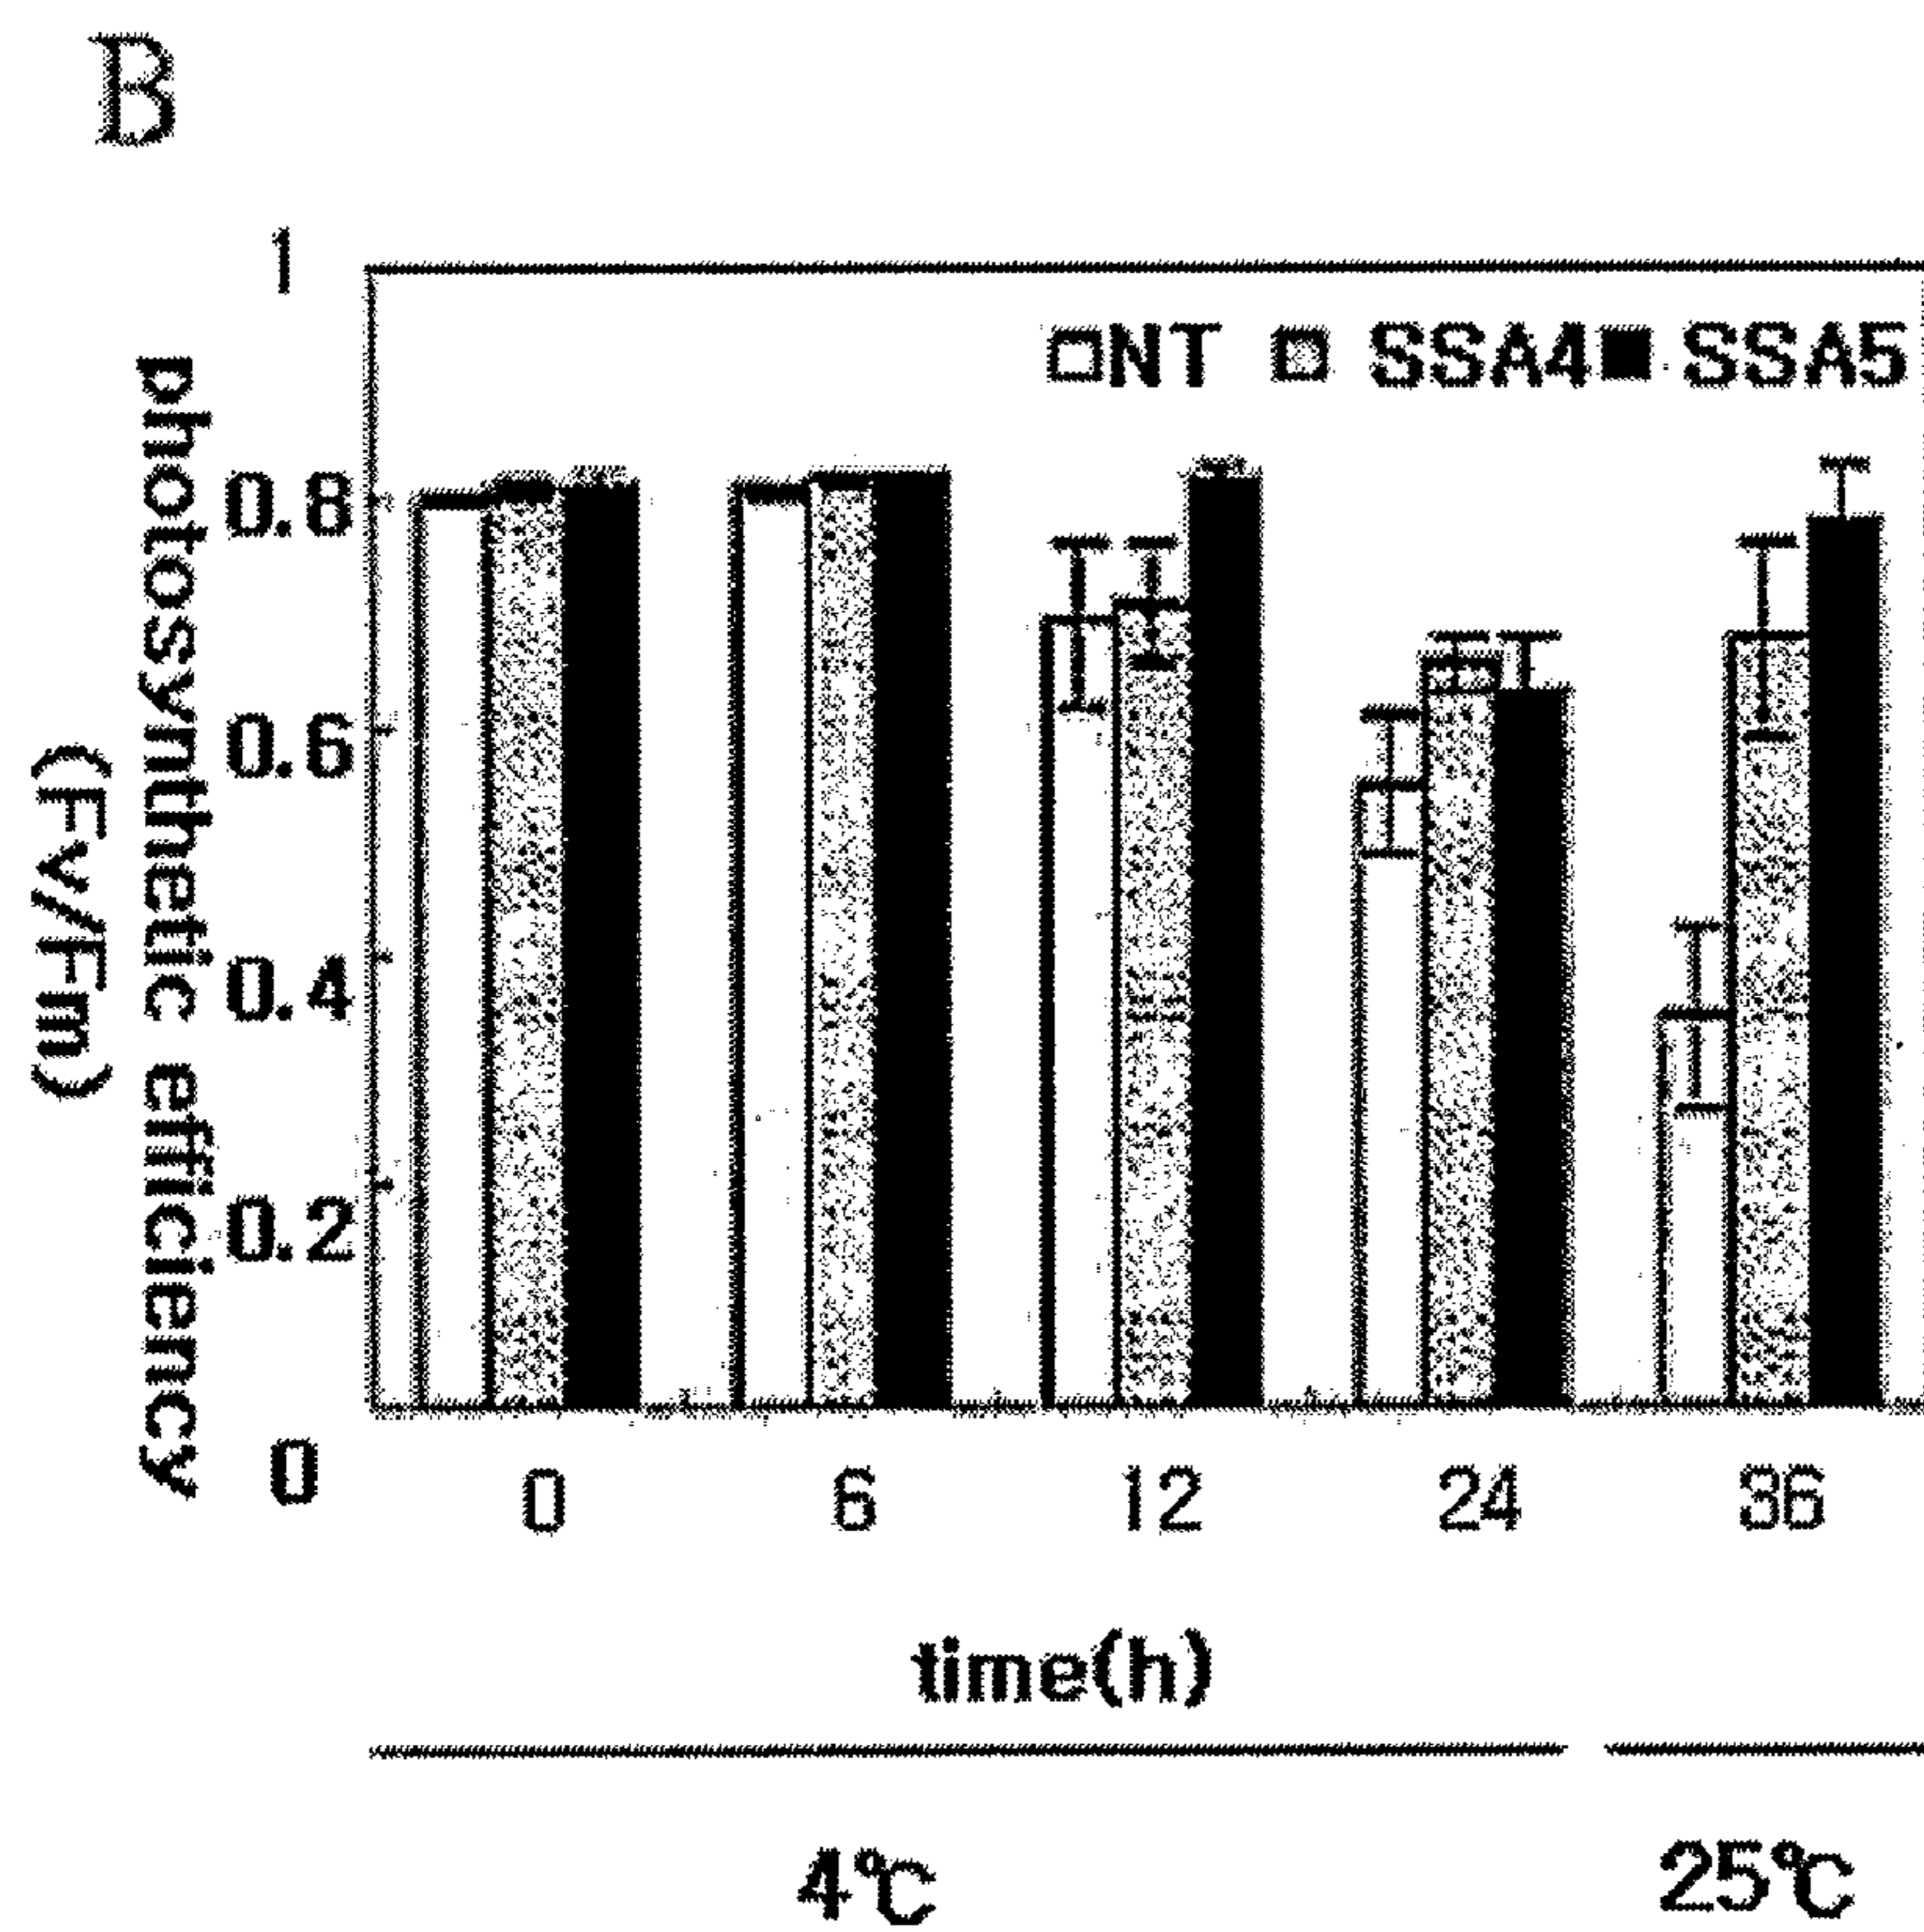 B
1
NT SSA4 SSA5
0.8
0.6
0.4
0.2
0
photosynthetic efficiency
(Fv/Fm)
0 6 12 24 36
time(h)
4℃ 25℃